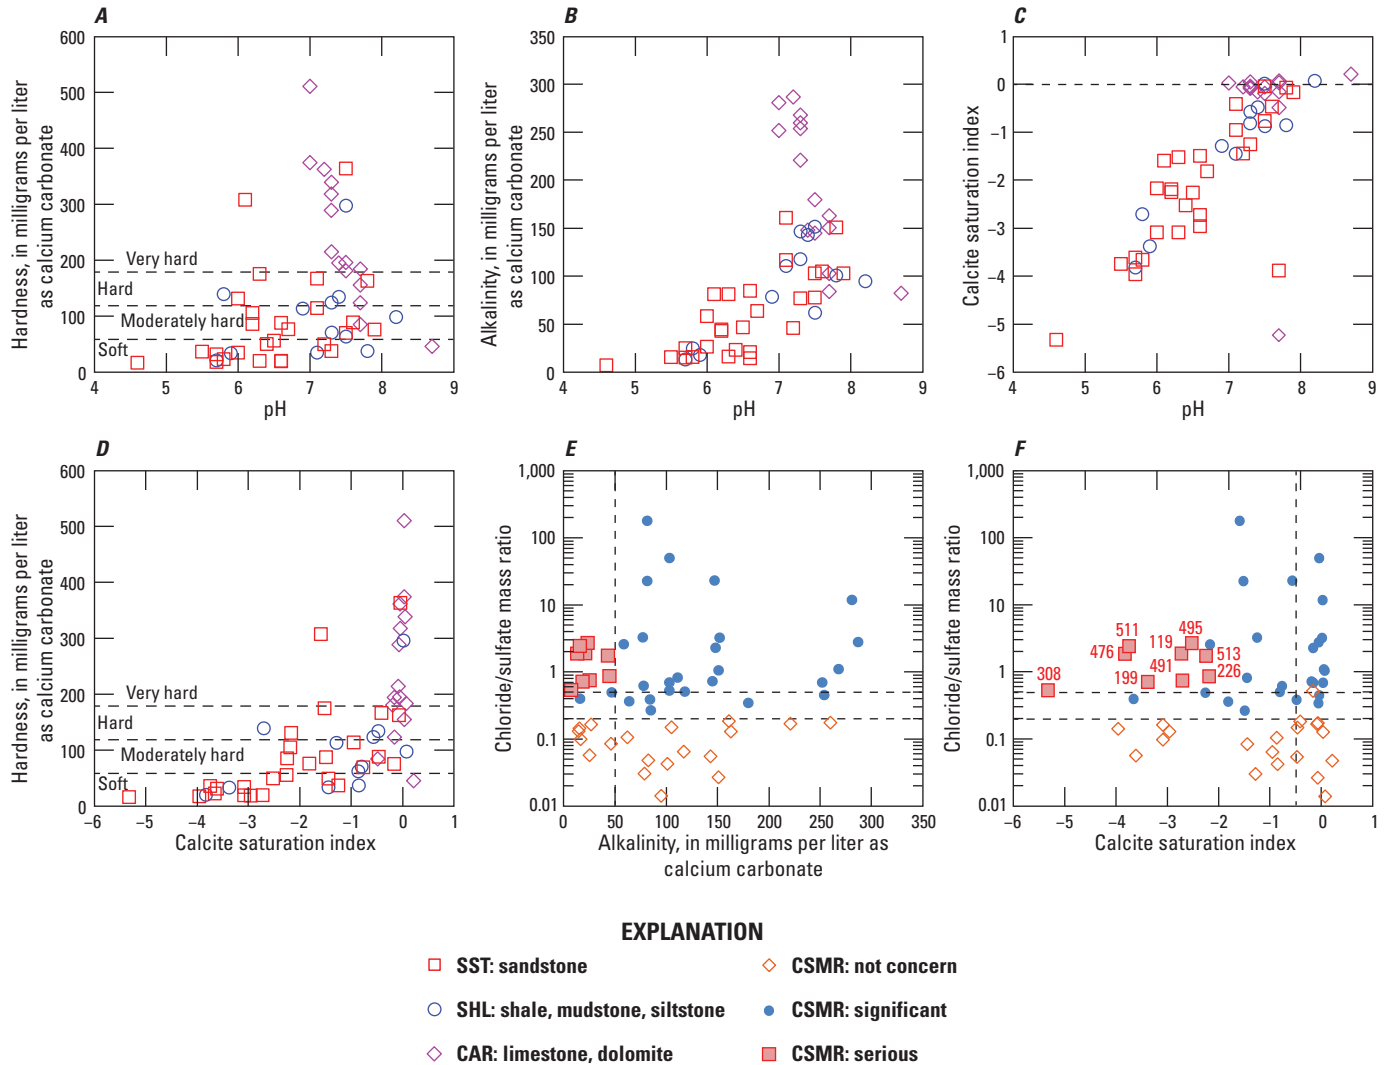 A
Hardness, in milligrams per liter
as calcium carbonate
600
500
400
300
200
100
0
Very hard
Hard
Moderately hard
Soft
4 5 6 7 8 9
pH
B
Alkalinity, in milligrams per liter
as calcium carbonate
350
300
250
200
150
100
50
0
4 5 6 7 8 9
pH
C
Calcite saturation index
1
0
−1
−2
−3
−4
−5
−6
4 5 6 7 8 9
pH
D
Hardness, in milligrams per liter
as calcium carbonate
600
500
400
300
200
100
0
Very hard
Hard
Moderately hard
Soft
−6 −5 −4 −3 −2 −1 0 1
Calcite saturation index
E
Chloride/sulfate mass ratio
1,000
100
10
1
0.1
0.01
0 50 100 150 200 250 300 350
Alkalinity, in milligrams per liter as
calcium carbonate
F
Chloride/sulfate mass ratio
1,000
100
10
1
0.1
0.01
511
495
476
119
513
308
199
491
226
−6 −5 −4 −3 −2 −1 0 1
Calcite saturation index
EXPLANATION
SST: sandstone
SHL: shale, mudstone, siltstone
CAR: limestone, dolomite
CSMR: not concern
CSMR: significant
CSMR: serious